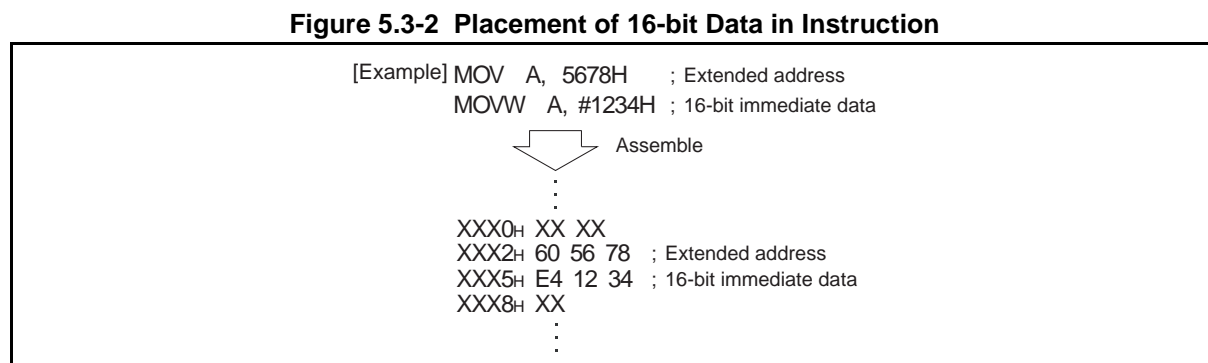 Figure 5.3-2 Placement of 16-bit Data in Instruction
[Example] MOV A, 5678H ; Extended address
MOVW A, #1234H ; 16-bit immediate data
Assemble
XXX0H XX XX
XXX2H 60 56 78 ; Extended address
XXX5H E4 12 34 ; 16-bit immediate data
XXX8H XX